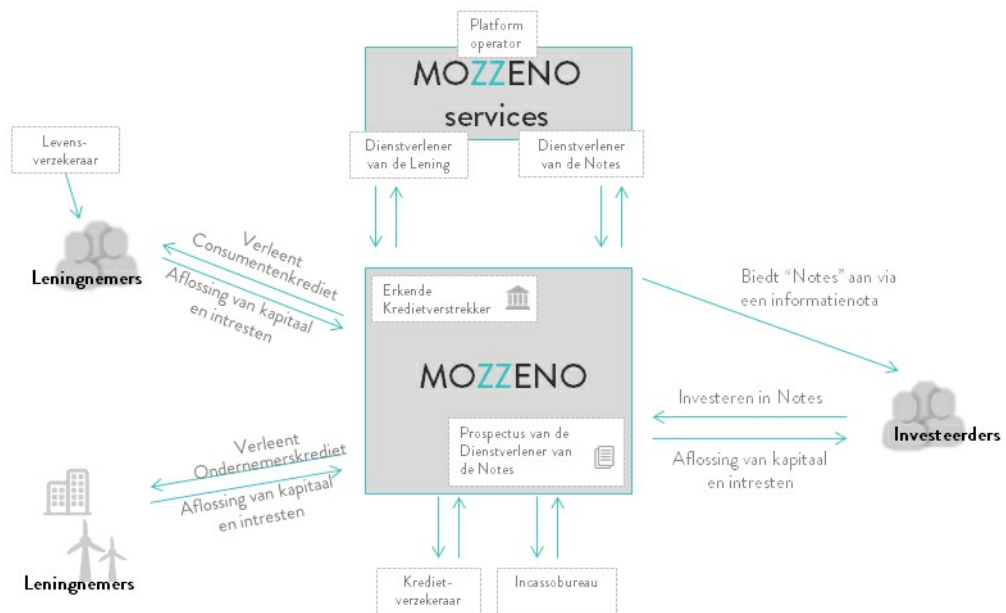 Platform
operator
MOZZENO
services
Dienstverlener
van de Lening
Dienstverlener
van de Notes
Levens-
verzekeraar
Leningnemers
Verleent
Consumentenkrediet
Aflossing van kapitaal
en intresten
Erkende
Kredietverstrekker
MOZZENO
Prospectus van de
Dienstverlener van
de Notes
Biedt “Notes” aan via
een informatienota
Investeren in Notes
Investeerders
Aflossing van kapitaal
en intresten
Verleent
Ondernemerskrediet
Aflossing van kapitaal
en intresten
Leningnemers
Krediet-
verzekeraar
Incassobureau